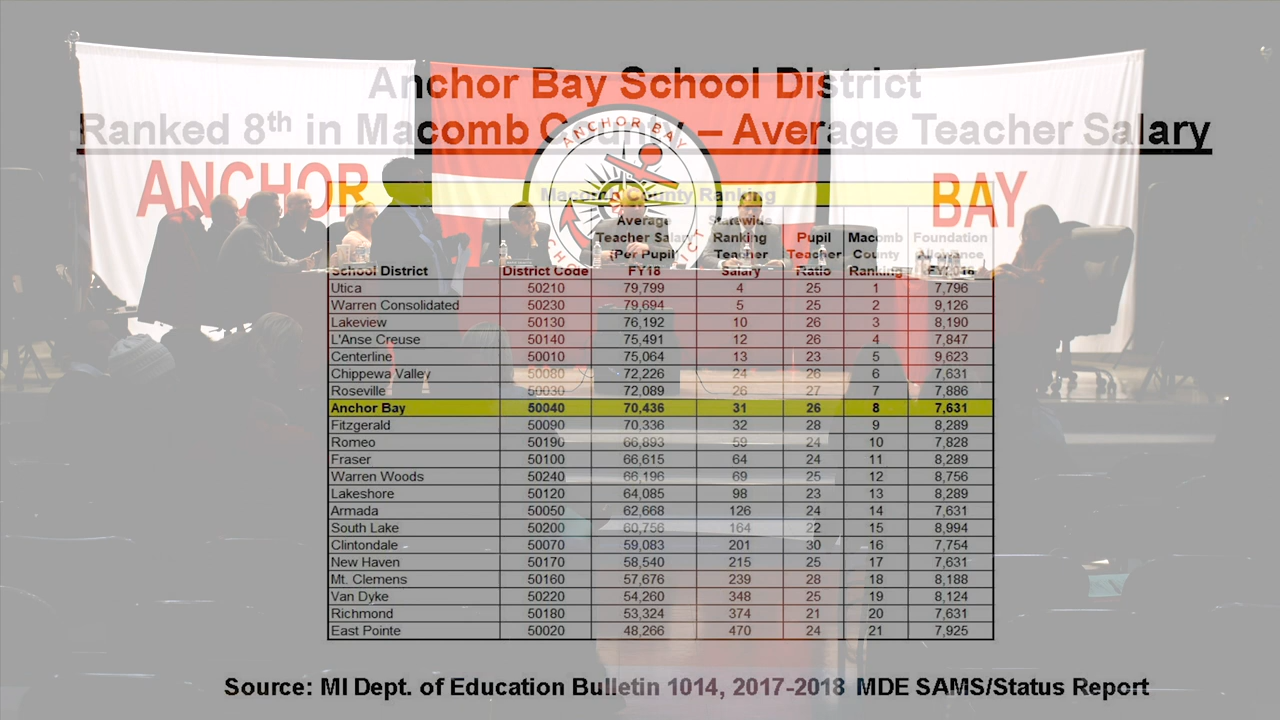 Anchor Bay School District
Ranked 8th in Macomb County – Average Teacher Salary
ANCHOR BAY
ANCHOR BAY
Macomb County Ranking
School District District Code Average Teacher Salary (Per Pupil) FY18 Statewide Ranking Teacher Salary Pupil Teacher Ratio Macomb County Ranking Foundation Allowance FY2018
Utica 50210 79,799 4 25 1 7,796
Warren Consolidated 50230 79,694 5 25 2 9,126
Lakeview 50130 76,192 10 26 3 8,190
L'Anse Creuse 50140 75,491 12 26 4 7,847
Centerline 50010 75,064 13 23 5 9,623
Chippewa Valley 50080 72,226 24 26 6 7,631
Roseville 50030 72,089 26 27 7 7,886
Anchor Bay 50040 70,436 31 26 8 7,631
Fitzgerald 50090 70,336 32 28 9 8,289
Romeo 50190 66,893 59 24 10 7,828
Fraser 50100 66,615 64 24 11 8,289
Warren Woods 50240 66,196 69 25 12 8,756
Lakeshore 50120 64,085 98 23 13 8,289
Armada 50050 62,668 126 24 14 7,631
South Lake 50200 60,756 164 22 15 8,994
Clintondale 50070 59,083 201 30 16 7,754
New Haven 50170 58,540 215 25 17 7,631
Mt. Clemens 50160 57,676 239 28 18 8,188
Van Dyke 50220 54,260 348 25 19 8,124
Richmond 50180 53,324 374 21 20 7,631
East Pointe 50020 48,266 470 24 21 7,925
Source: MI Dept. of Education Bulletin 1014, 2017-2018 MDE SAMS/Status Report